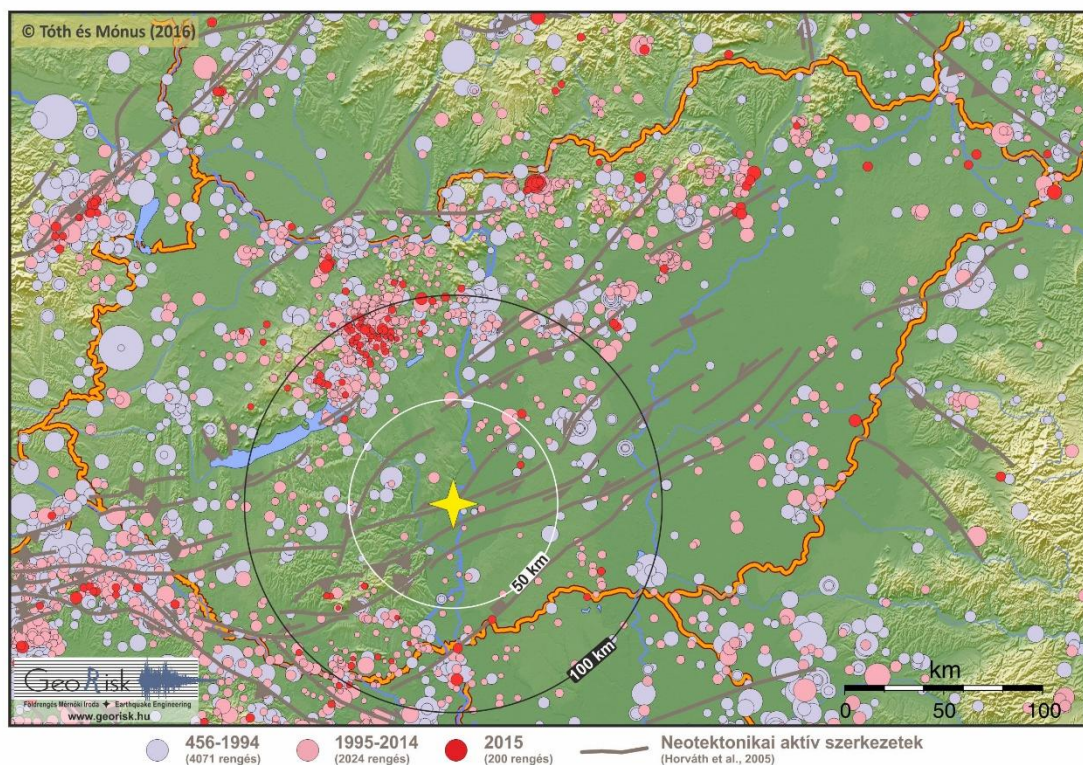 © Tóth és Mónus (2016)
50 km
100 km
km
0 50 100
GeoRisk
Földrengés Mérnöki Iroda ✦ Earthquake Engineering
www.georisk.hu
456-1994
(4071 rengés)
1995-2014
(2024 rengés)
2015
(200 rengés)
Neotektonikai aktív szerkezetek
(Horváth et al., 2005)